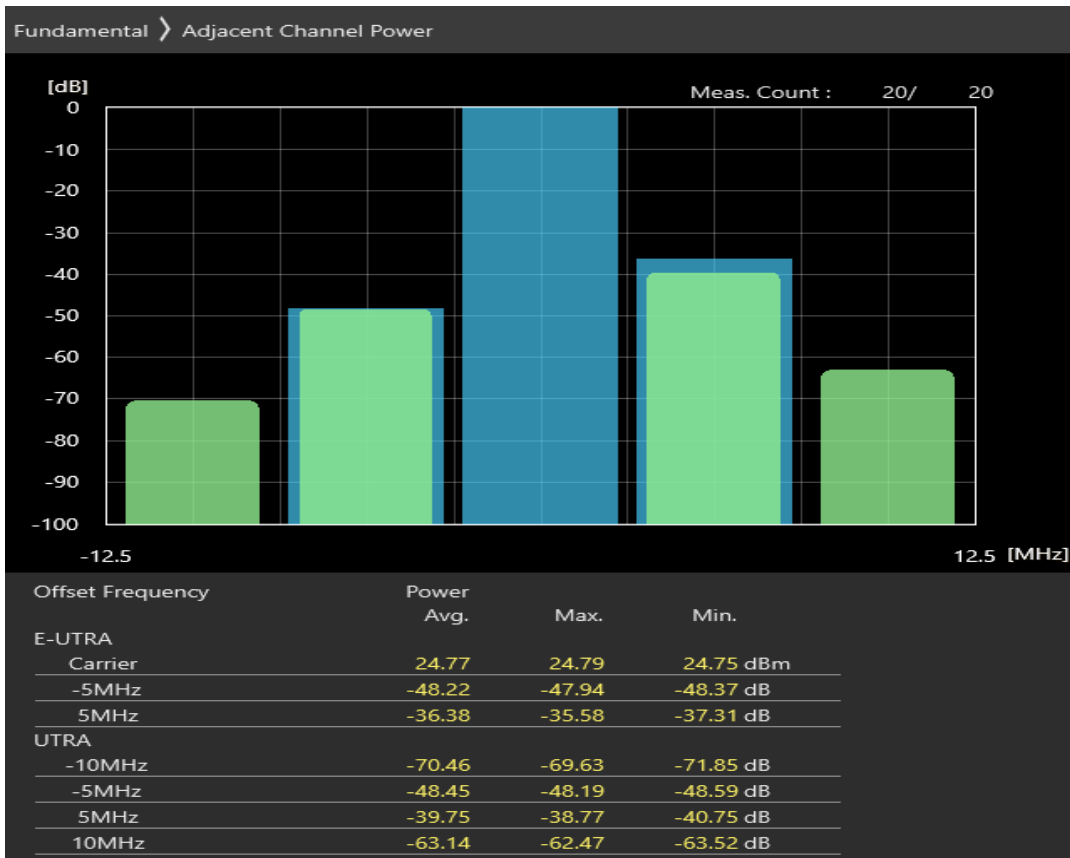 Fundamental 〉 Adjacent Channel Power
[dB]
Meas. Count : 20/ 20
0
-10
-20
-30
-40
-50
-60
-70
-80
-90
-100
-12.5 12.5 [MHz]
Offset Frequency Power
Avg. Max. Min.
E-UTRA
Carrier 24.77 24.79 24.75 dBm
-5MHz -48.22 -47.94 -48.37 dB
5MHz -36.38 -35.58 -37.31 dB
UTRA
-10MHz -70.46 -69.63 -71.85 dB
-5MHz -48.45 -48.19 -48.59 dB
5MHz -39.75 -38.77 -40.75 dB
10MHz -63.14 -62.47 -63.52 dB